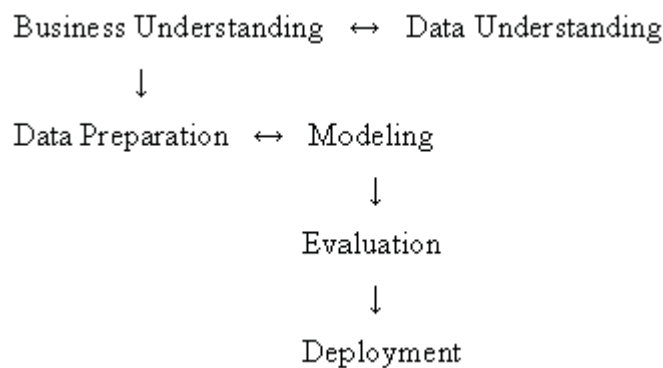 Business Understanding ↔ Data Understanding
↓
Data Preparation ↔ Modeling
↓
Evaluation
↓
Deployment